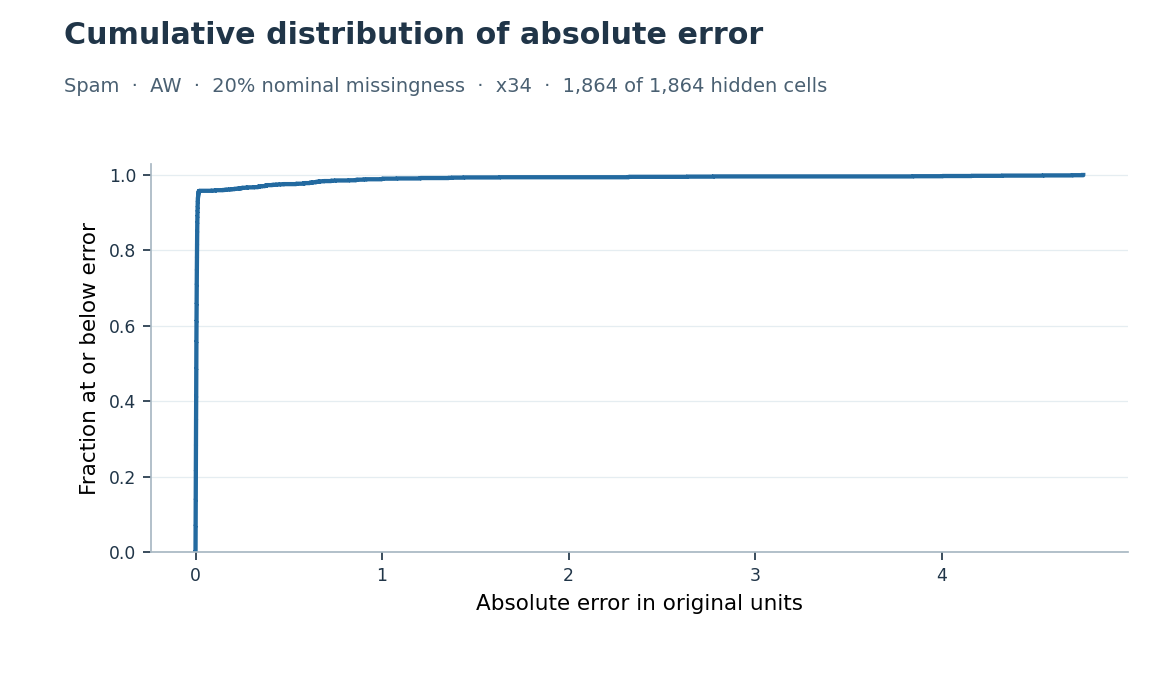 Cumulative distribution of absolute error
Spam · AW · 20% nominal missingness · x34 · 1,864 of 1,864 hidden cells
Fraction at or below error
1.0
0.8
0.6
0.4
0.2
0.0
0 1 2 3 4
Absolute error in original units